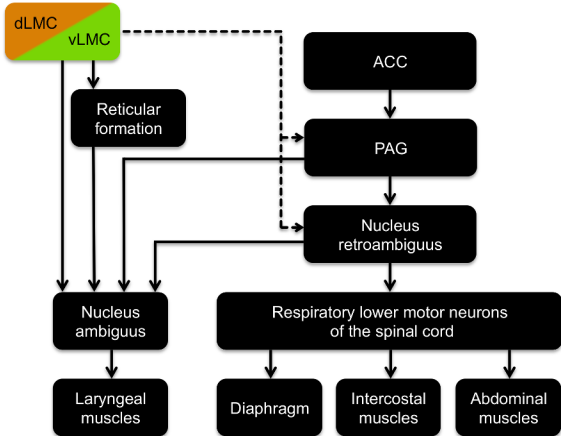 dLMC
vLMC
ACC
Reticular
formation
PAG
Nucleus
retroambiguus
Nucleus
ambiguus
Respiratory lower motor neurons
of the spinal cord
Laryngeal
muscles
Diaphragm
Intercostal
muscles
Abdominal
muscles